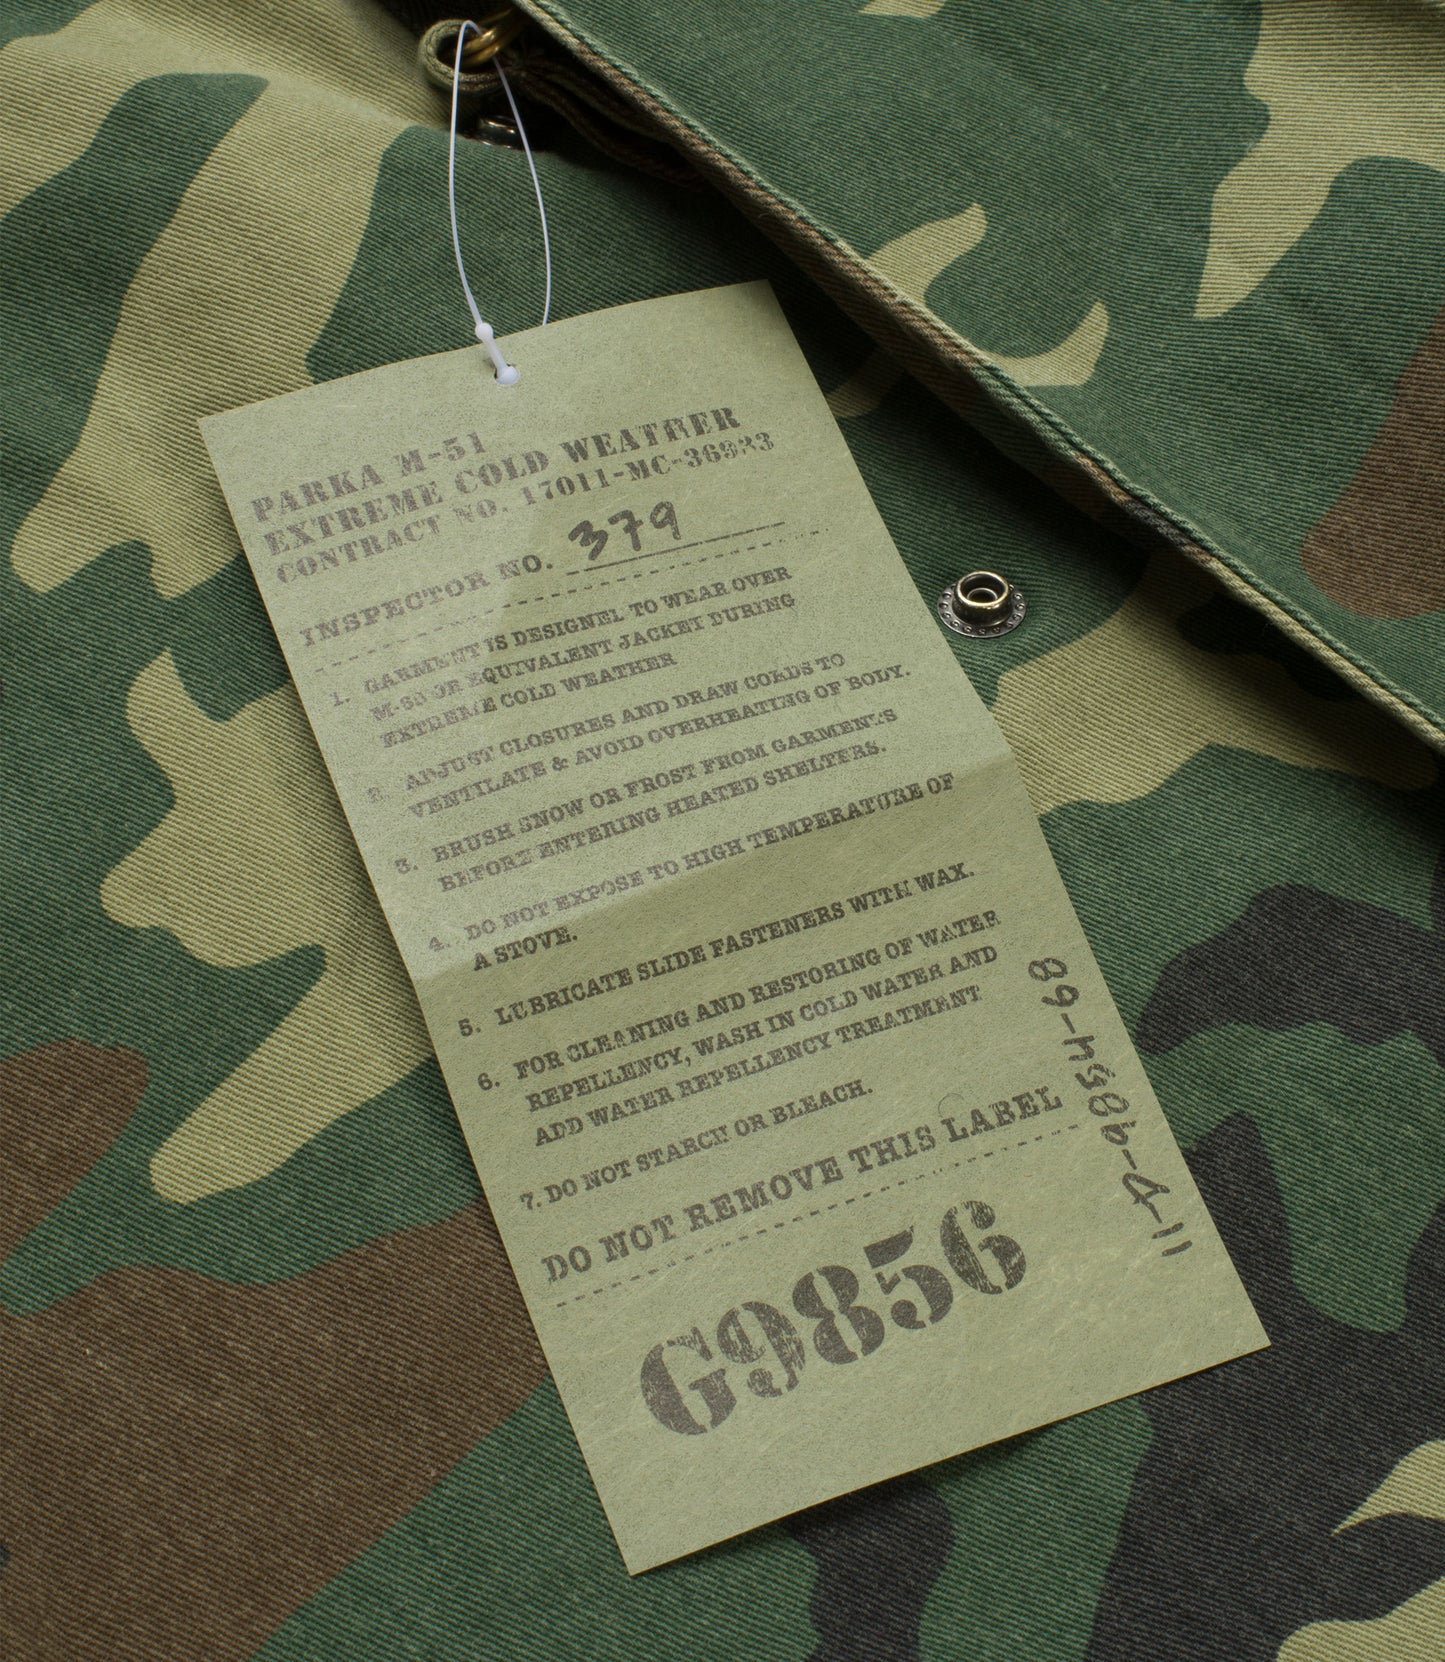 PARKA M-51
EXTREME COLD WEATHER
CONTRACT NO. 17011-MC-36933
INSPECTOR NO. 379
1. GARMENT IS DESIGNEL TO WEAR OVER
M-65 OR EQUIVALENT JACKET DURING
EXTREME COLD WEATHER
2. ADJUST CLOSURES AND DRAW CORDS TO
VENTILATE & AVOID OVERHEATING OF BODY.
3. BRUSH SNOW OR FROST FROM GARMENTS
BEFORE ENTERING HEATED SHELTERS.
4. DO NOT EXPOSE TO HIGH TEMPERATURE OF
A STOVE.
5. LUBRICATE SLIDE FASTENERS WITH WAX.
6. FOR CLEANING AND RESTORING OF WATER
REPELLENCY, WASH IN COLD WATER AND
ADD WATER REPELLENCY TREATMENT
7. DO NOT STARCH OR BLEACH.
DO NOT REMOVE THIS LABEL
G9856